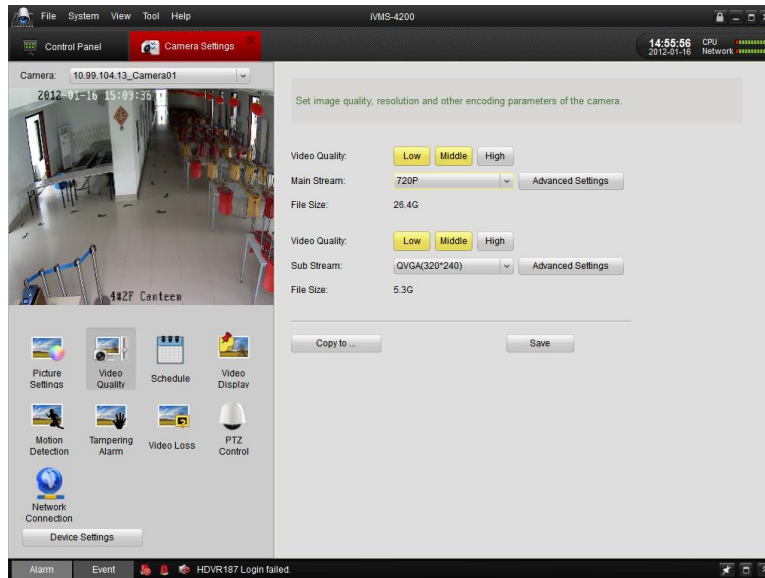 File System View Tool Help
iVMS-4200
Control Panel
Camera Settings
14:55:56
2012-01-16
CPU
Network
Camera: 10.99.104.13_Camera01
2012-01-16 15:09:36
4#2F Canteen
Set image quality, resolution and other encoding parameters of the camera.
Video Quality: Low Middle High
Main Stream: 720P Advanced Settings
File Size: 26.4G
Video Quality: Low Middle High
Sub Stream: QVGA(320*240) Advanced Settings
File Size: 5.3G
Copy to ... Save
Picture Settings
Video Quality
Schedule
Video Display
Motion Detection
Tampering Alarm
Video Loss
PTZ Control
Network Connection
Device Settings
Alarm Event HDVR187 Login failed.